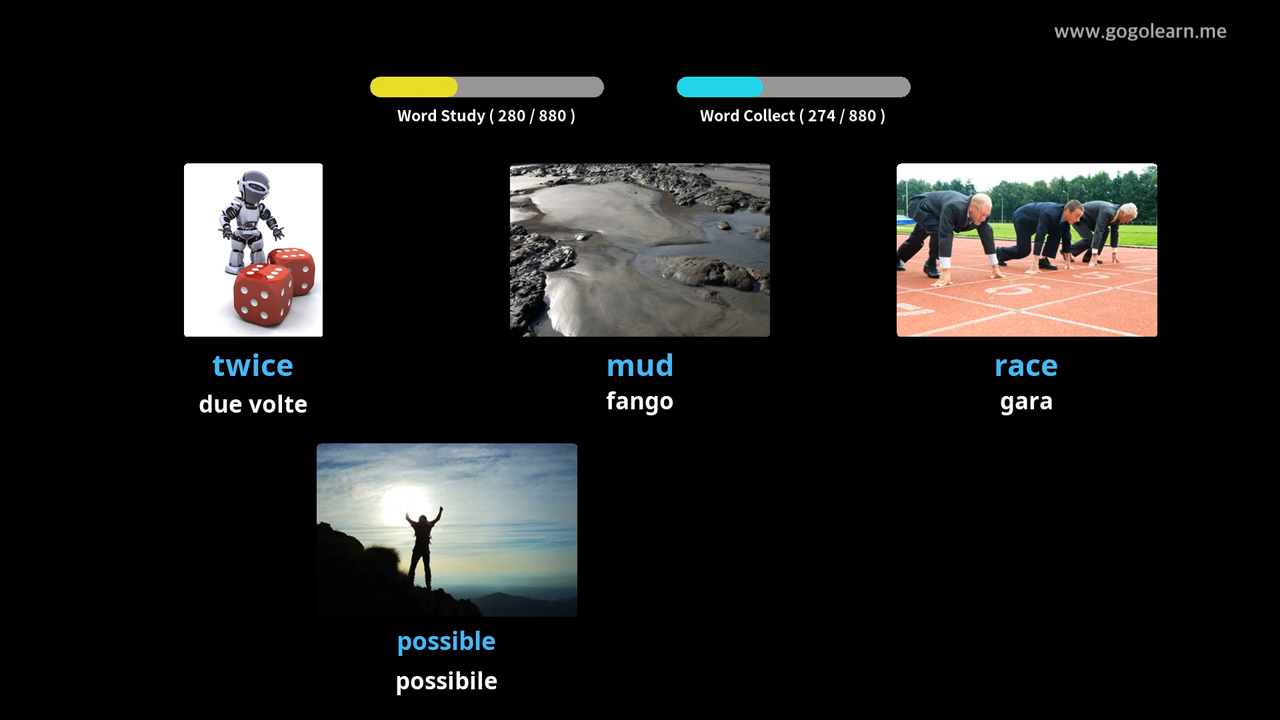 www.gogolearn.me
Word Study ( 280 / 880 )
Word Collect ( 274 / 880 )
twice
due volte
mud
fango
race
gara
possible
possibile